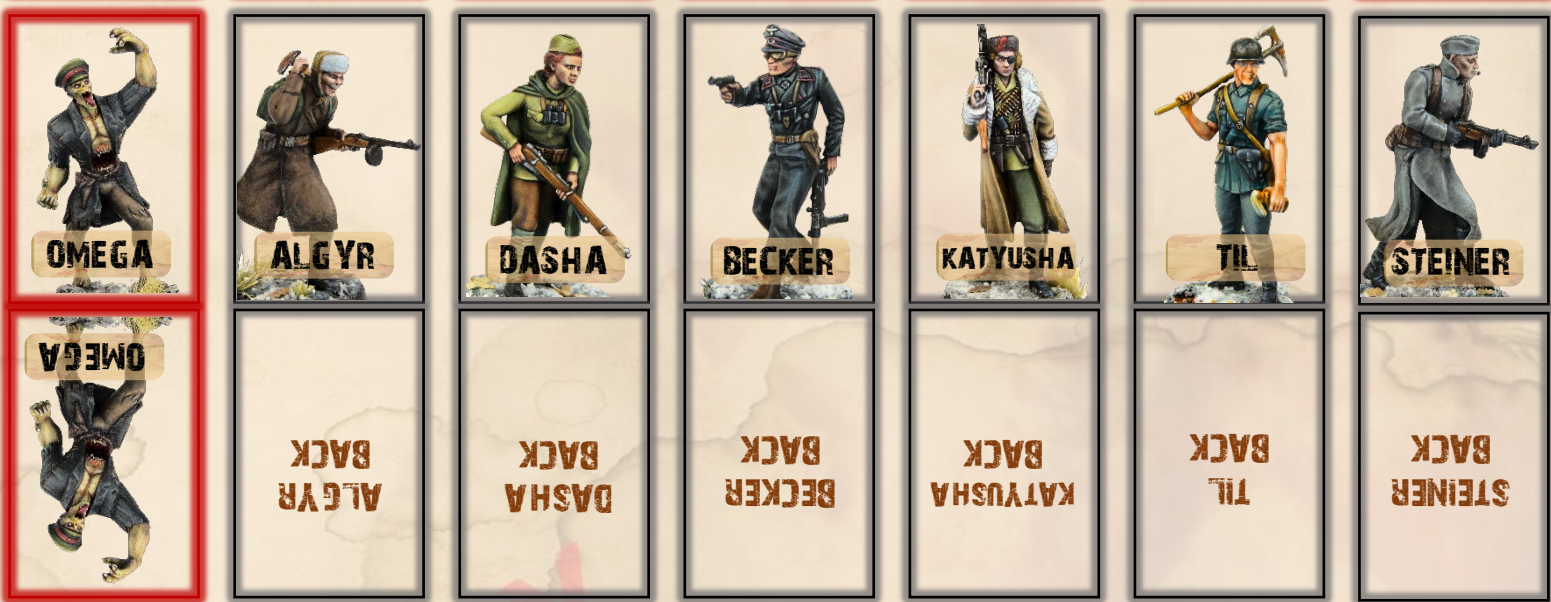 OMEGA
ALGYR
DASHA
BECKER
KATYUSHA
TIL
STEINER
OMEGA
ALGYR
BACK
DASHA
BACK
BECKER
BACK
KATYUSHA
BACK
TIL
BACK
STEINER
BACK